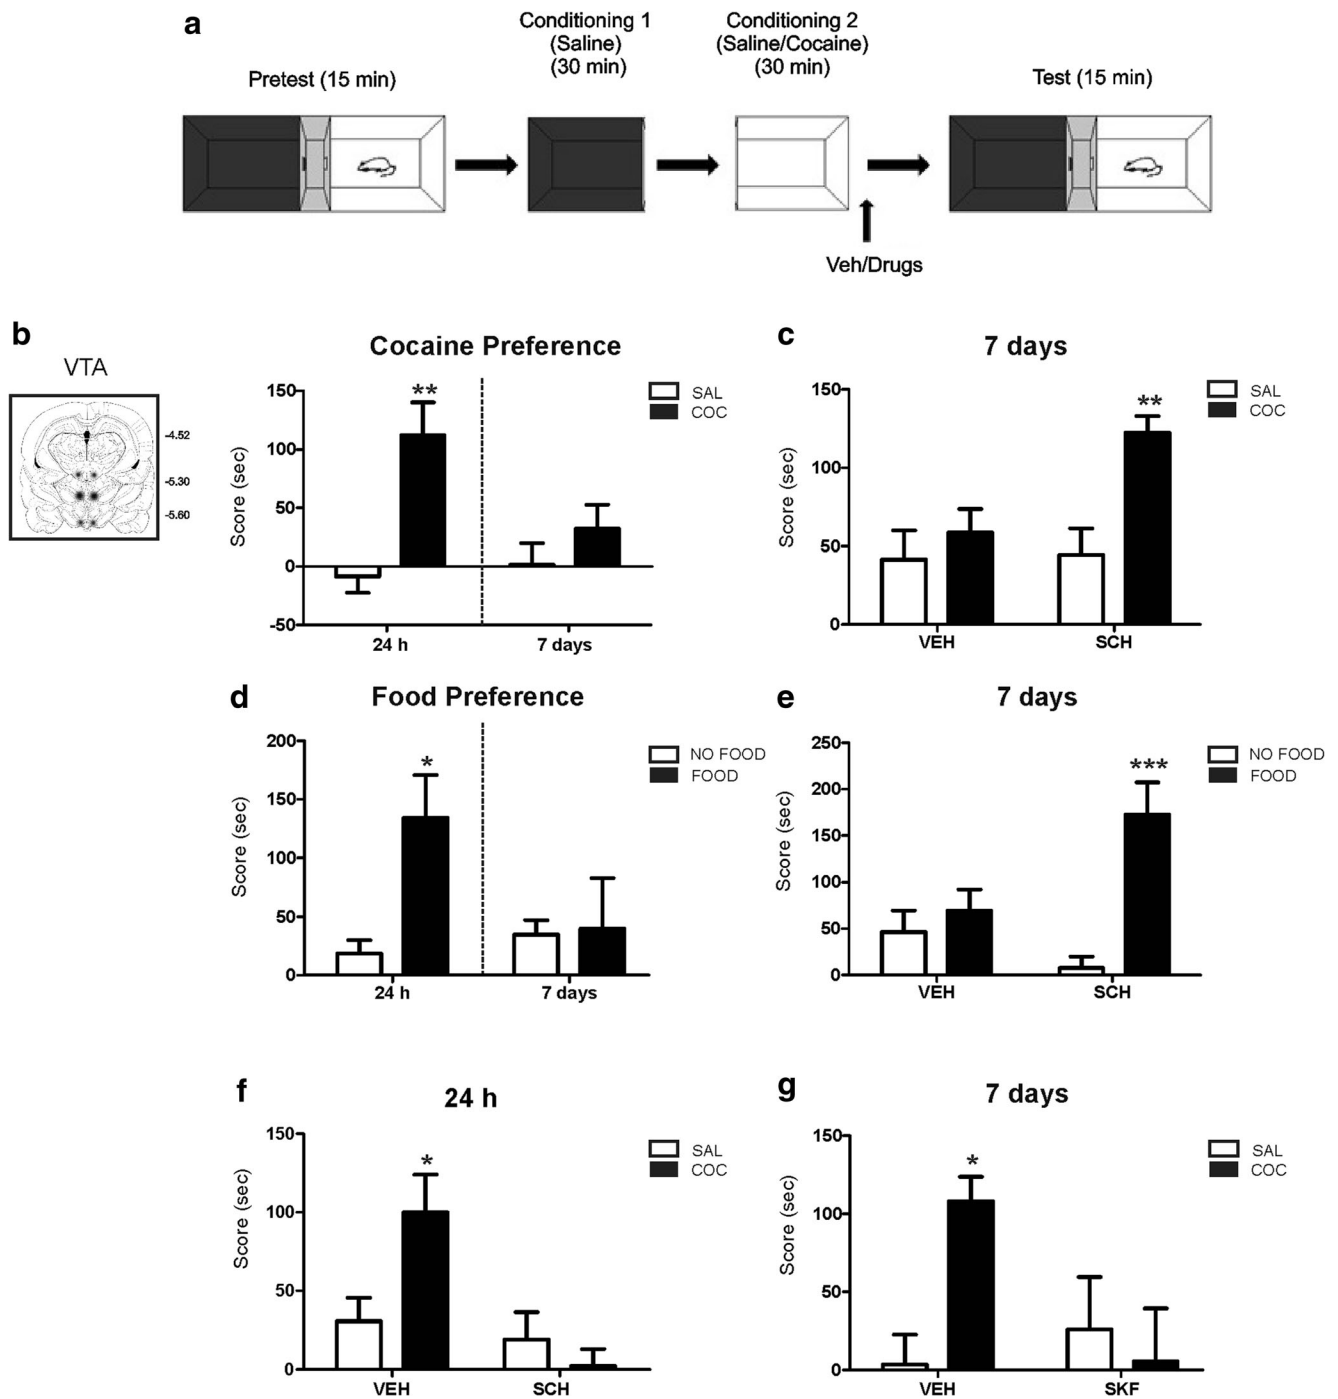 a
Pretest (15 min)
Conditioning 1
(Saline)
(30 min)
Conditioning 2
(Saline/Cocaine)
(30 min)
Test (15 min)
Veh/Drugs
b
VTA
-4.52
-5.30
-5.60
Cocaine Preference
Score (sec)
150
100
50
0
-50
**
24 h
7 days
SAL
COC
c
7 days
Score (sec)
150
100
50
0
**
VEH
SCH
SAL
COC
d
Food Preference
Score (sec)
200
150
100
50
0
*
24 h
7 days
NO FOOD
FOOD
e
7 days
Score (sec)
250
200
150
100
50
0
***
VEH
SCH
NO FOOD
FOOD
f
24 h
Score (sec)
150
100
50
0
*
VEH
SCH
SAL
COC
g
7 days
Score (sec)
150
100
50
0
*
VEH
SKF
SAL
COC